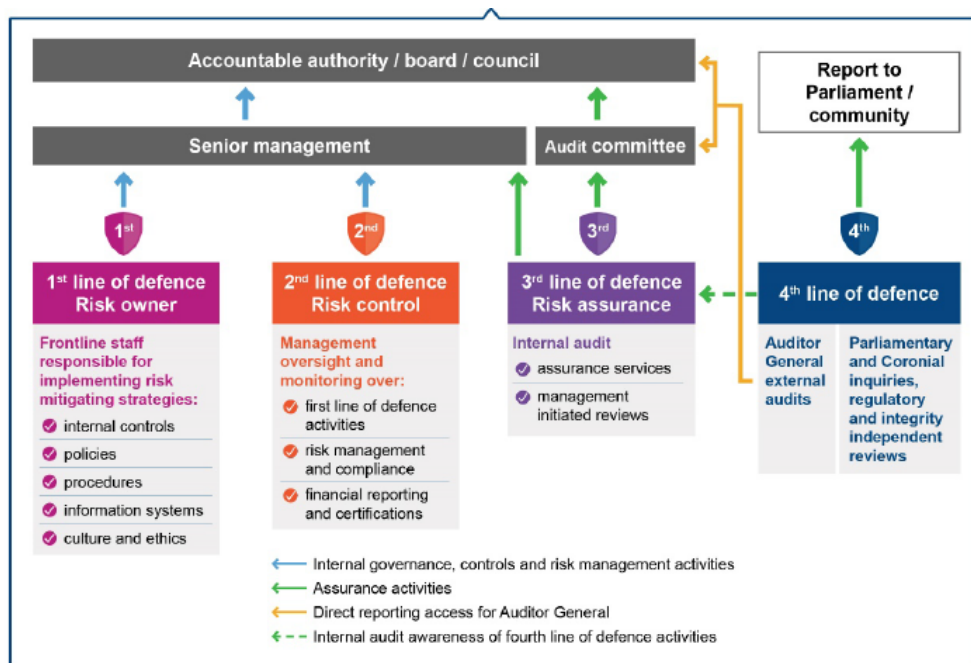 Accountable authority / board / council
Report to
Parliament /
community
Senior management
Audit committee
1st
2nd
3rd
4th
1st line of defence
Risk owner
Frontline staff
responsible for
implementing risk
mitigating strategies:
internal controls
policies
procedures
information systems
culture and ethics
2nd line of defence
Risk control
Management
oversight and
monitoring over:
first line of defence
activities
risk management
and compliance
financial reporting
and certifications
3rd line of defence
Risk assurance
Internal audit
assurance services
management
initiated reviews
4th line of defence
Auditor
General
external
audits
Parliamentary
and Coronial
inquiries,
regulatory
and integrity
independent
reviews
Internal governance, controls and risk management activities
Assurance activities
Direct reporting access for Auditor General
Internal audit awareness of fourth line of defence activities